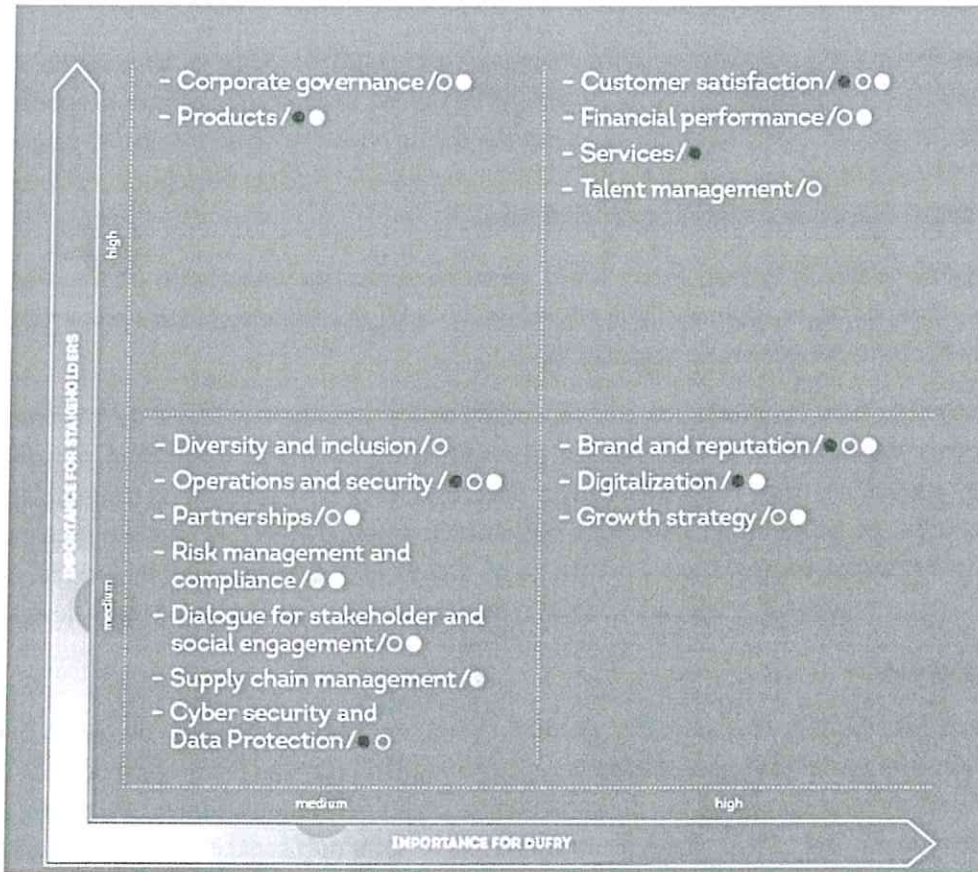 - Corporate governance/
- Products/
- Customer satisfaction/
- Financial performance/
- Services/
- Talent management/
high
IMPORTANCE FOR STAKEHOLDERS
- Diversity and inclusion/
- Operations and security/
- Partnerships/
- Risk management and
compliance/
- Dialogue for stakeholder and
social engagement/
- Supply chain management/
- Cyber security and
Data Protection/
- Brand and reputation/
- Digitalization/
- Growth strategy/
medium
medium
high
IMPORTANCE FOR DUFRY